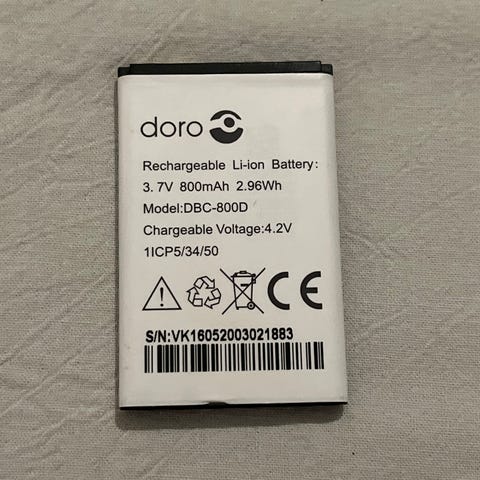 doro
Rechargeable Li-ion Battery:
3.7V 800mAh 2.96Wh
Model:DBC-800D
Chargeable Voltage:4.2V
1ICP5/34/50
CE
S/N:VK16052003021883